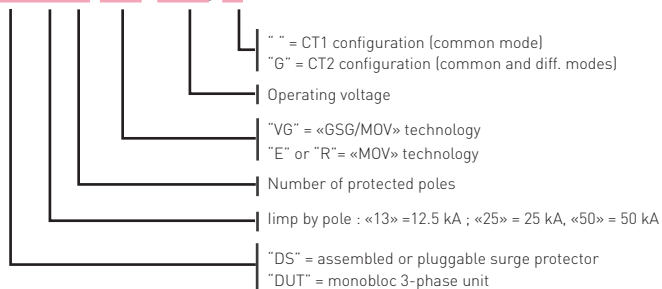 “ ” = CT1 configuration (common mode)
“G” = CT2 configuration (common and diff. modes)
Operating voltage
“VG” = «GSG/MOV» technology
“E” or “R”= «MOV» technology
Number of protected poles
Iimp by pole : «13» =12.5 kA ; «25» = 25 kA, «50» = 50 kA
“DS” = assembled or pluggable surge protector
“DUT” = monobloc 3-phase unit